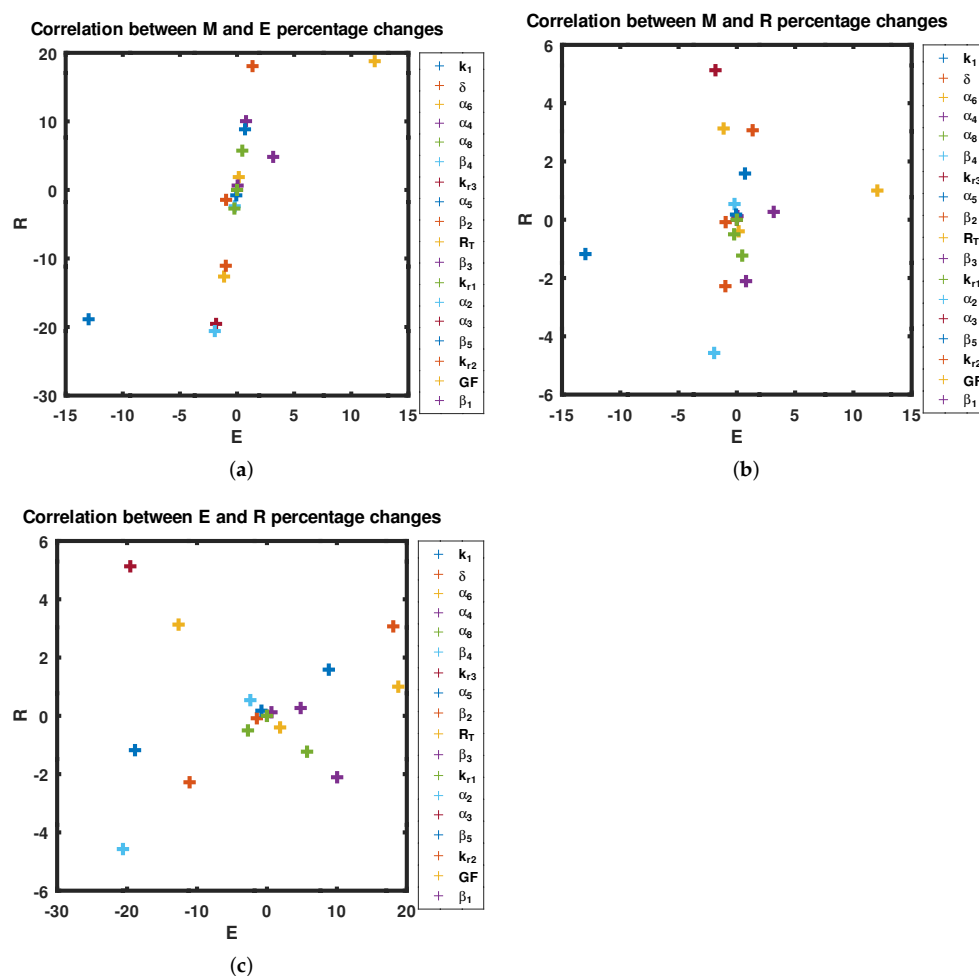 Correlation between M and E percentage changes
20
10
0
-10
-20
-30
R
-15 -10 -5 0 5 10 15
E
k1
δ
α6
α4
α8
β4
kr3
α5
β2
RT
β3
kr1
α2
α3
β5
kr2
GF
β1
(a)
Correlation between M and R percentage changes
6
4
2
0
-2
-4
-6
R
-15 -10 -5 0 5 10 15
E
k1
δ
α6
α4
α8
β4
kr3
α5
β2
RT
β3
kr1
α2
α3
β5
kr2
GF
β1
(b)
Correlation between E and R percentage changes
6
4
2
0
-2
-4
-6
R
-30 -20 -10 0 10 20
E
k1
δ
α6
α4
α8
β4
kr3
α5
β2
RT
β3
kr1
α2
α3
β5
kr2
GF
β1
(c)